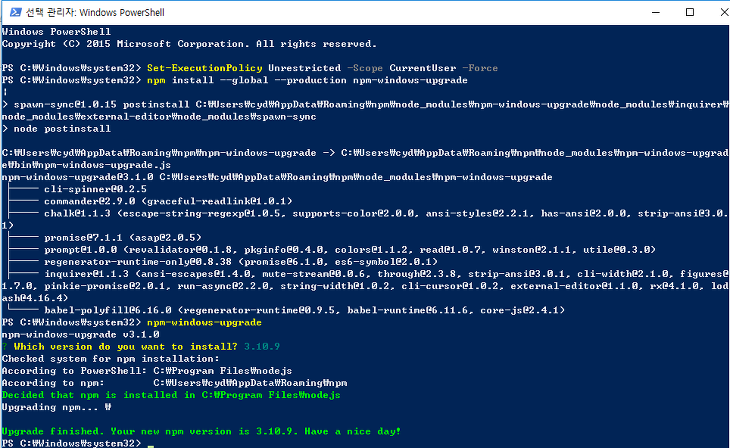 선택 관리자: Windows PowerShell
Windows PowerShell
Copyright (C) 2015 Microsoft Corporation. All rights reserved.
PS C:₩Windows₩system32> Set-ExecutionPolicy Unrestricted -Scope CurrentUser -Force
PS C:₩Windows₩system32> npm install --global --production npm-windows-upgrade
|
> spawn-sync@1.0.15 postinstall C:₩Users₩cyd₩AppData₩Roaming₩npm₩node_modules₩npm-windows-upgrade₩node_modules₩inquirer₩
node_modules₩external-editor₩node_modules₩spawn-sync
> node postinstall
C:₩Users₩cyd₩AppData₩Roaming₩npm₩npm-windows-upgrade -> C:₩Users₩cyd₩AppData₩Roaming₩npm₩node_modules₩npm-windows-upgrad
e₩bin₩npm-windows-upgrade.js
npm-windows-upgrade@3.1.0 C:₩Users₩cyd₩AppData₩Roaming₩npm₩node_modules₩npm-windows-upgrade
├── cli-spinner@0.2.5
├── commander@2.9.0 (graceful-readlink@1.0.1)
├── chalk@1.1.3 (escape-string-regexp@1.0.5, supports-color@2.0.0, ansi-styles@2.2.1, has-ansi@2.0.0, strip-ansi@3.0.
1)
├── promise@7.1.1 (asap@2.0.5)
├── prompt@1.0.0 (revalidator@0.1.8, pkginfo@0.4.0, colors@1.1.2, read@1.0.7, winston@2.1.1, utile@0.3.0)
├── regenerator-runtime-only@0.8.38 (promise@6.1.0, es6-symbol@2.0.1)
├── inquirer@1.1.3 (ansi-escapes@1.4.0, mute-stream@0.0.6, through@2.3.8, strip-ansi@3.0.1, cli-width@2.1.0, figures@
1.7.0, pinkie-promise@2.0.1, run-async@2.2.0, string-width@1.0.2, cli-cursor@1.0.2, external-editor@1.1.0, rx@4.1.0, lod
ash@4.16.4)
└── babel-polyfill@6.16.0 (regenerator-runtime@0.9.5, babel-runtime@6.11.6, core-js@2.4.1)
PS C:₩Windows₩system32> npm-windows-upgrade
npm-windows-upgrade v3.1.0
? Which version do you want to install? 3.10.9
Checked system for npm installation:
According to PowerShell: C:₩Program Files₩nodejs
According to npm: C:₩Users₩cyd₩AppData₩Roaming₩npm
Decided that npm is installed in C:₩Program Files₩nodejs
Upgrading npm... ₩
Upgrade finished. Your new npm version is 3.10.9. Have a nice day!
PS C:₩Windows₩system32>